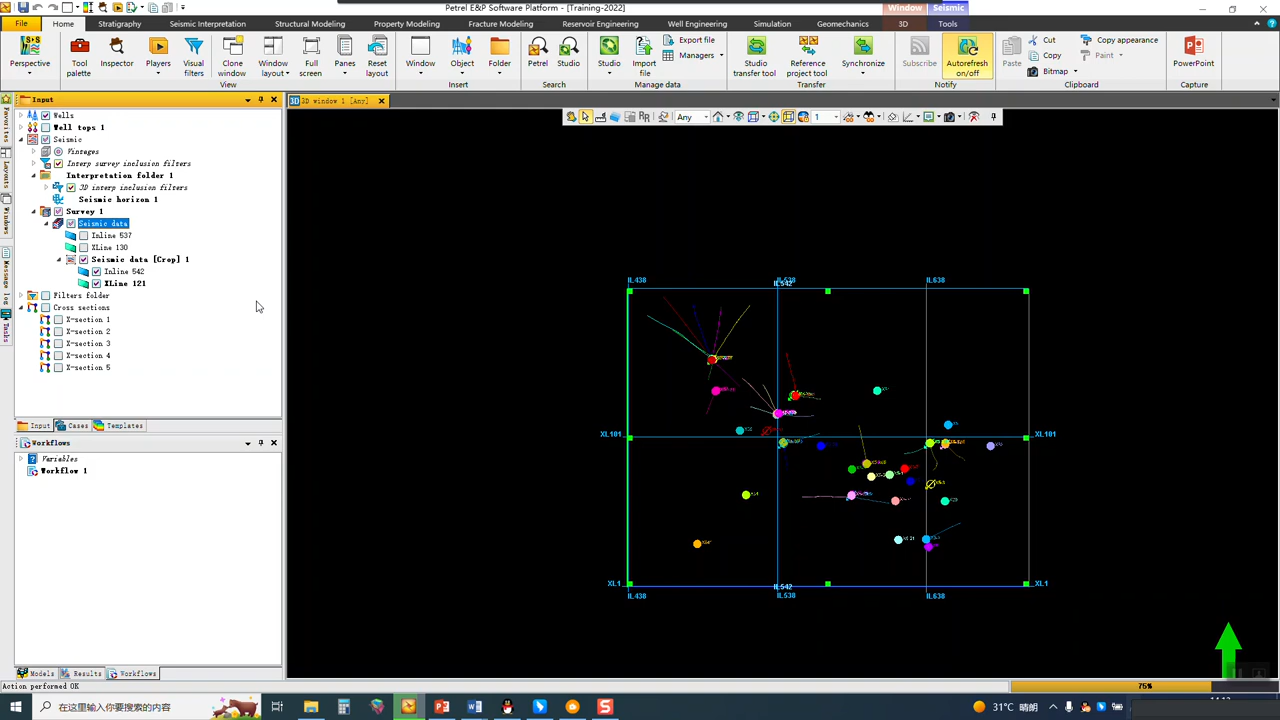 Petrel E&P Software Platform - [Training-2022]
Window
Seismic
File
Home
Stratigraphy
Seismic Interpretation
Structural Modeling
Property Modeling
Fracture Modeling
Reservoir Engineering
Well Engineering
Simulation
Geomechanics
3D
Tools
Perspective
Tool palette
Inspector
Players
Visual filters
Clone window
Window layout
Full screen
Panes
Reset layout
Window
Object
Folder
Petrel
Studio
Studio
Import file
Export file
Managers
Studio transfer tool
Reference project tool
Synchronize
Subscribe
Autorefresh on/off
Paste
Cut
Copy
Bitmap
Copy appearance
Paint
PowerPoint
View
Insert
Search
Manage data
Transfer
Notify
Clipboard
Capture
Input
3D window 1 [Any]
Any
1
Favorites
Layouts
Windows
Message log
Tasks
Wells
Well tops 1
Seismic
Vintages
Interp survey inclusion filters
Interpretation folder 1
3D interp inclusion filters
Seismic horizon 1
Survey 1
Seismic data
Inline 537
XLine 130
Seismic data [Crop] 1
Inline 542
XLine 121
Filters folder
Cross sections
X-section 1
X-section 2
X-section 3
X-section 4
X-section 5
Input
Cases
Templates
Workflows
Variables
Workflow 1
Models
Results
Workflows
IL438
IL538
IL542
IL638
XL101
XL101
XL1
XL1
IL542
IL438
IL538
IL638
Action performed OK
75%
在这里输入你要搜索的内容
31°C 晴朗